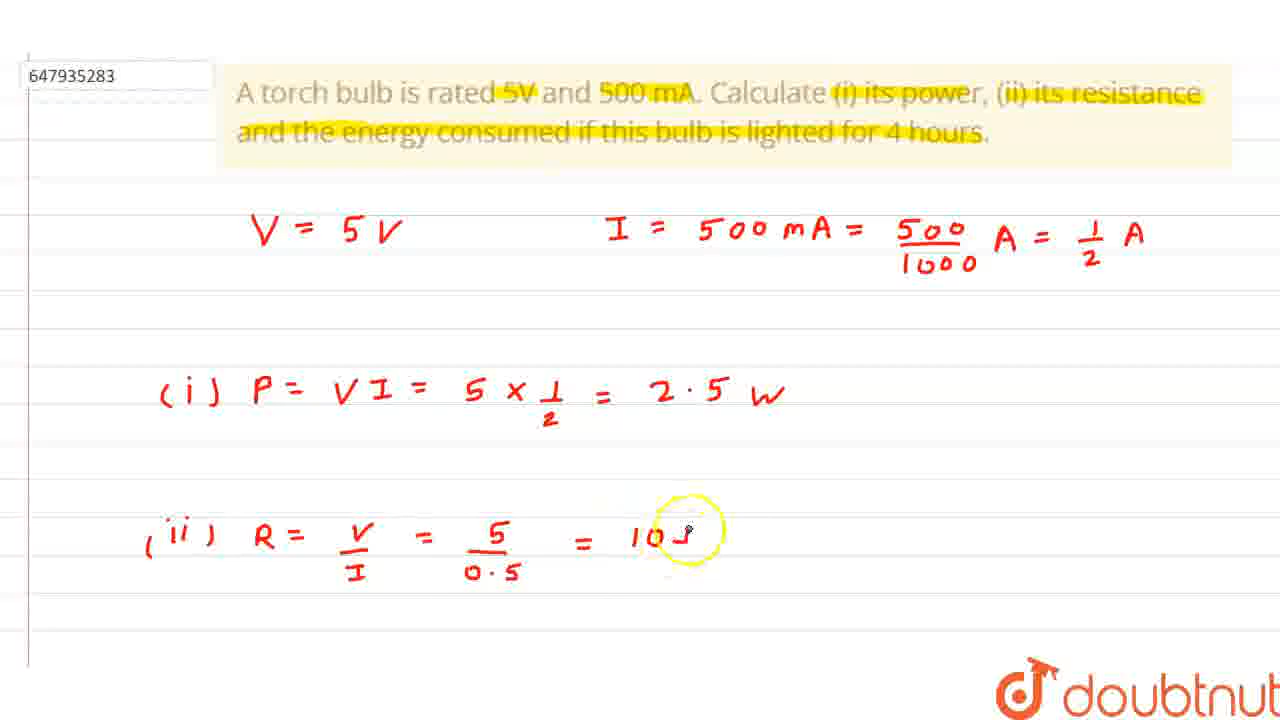 647935283
A torch bulb is rated 5V and 500 mA. Calculate (i) its power, (ii) its resistance
and the energy consumed if this bulb is lighted for 4 hours.
V = 5 V I = 500 mA = 500/1000 A = 1/2 A
(i) P = VI = 5 × 1/2 = 2.5 W
(ii) R = V/I = 5/0.5 = 10
doubtnut